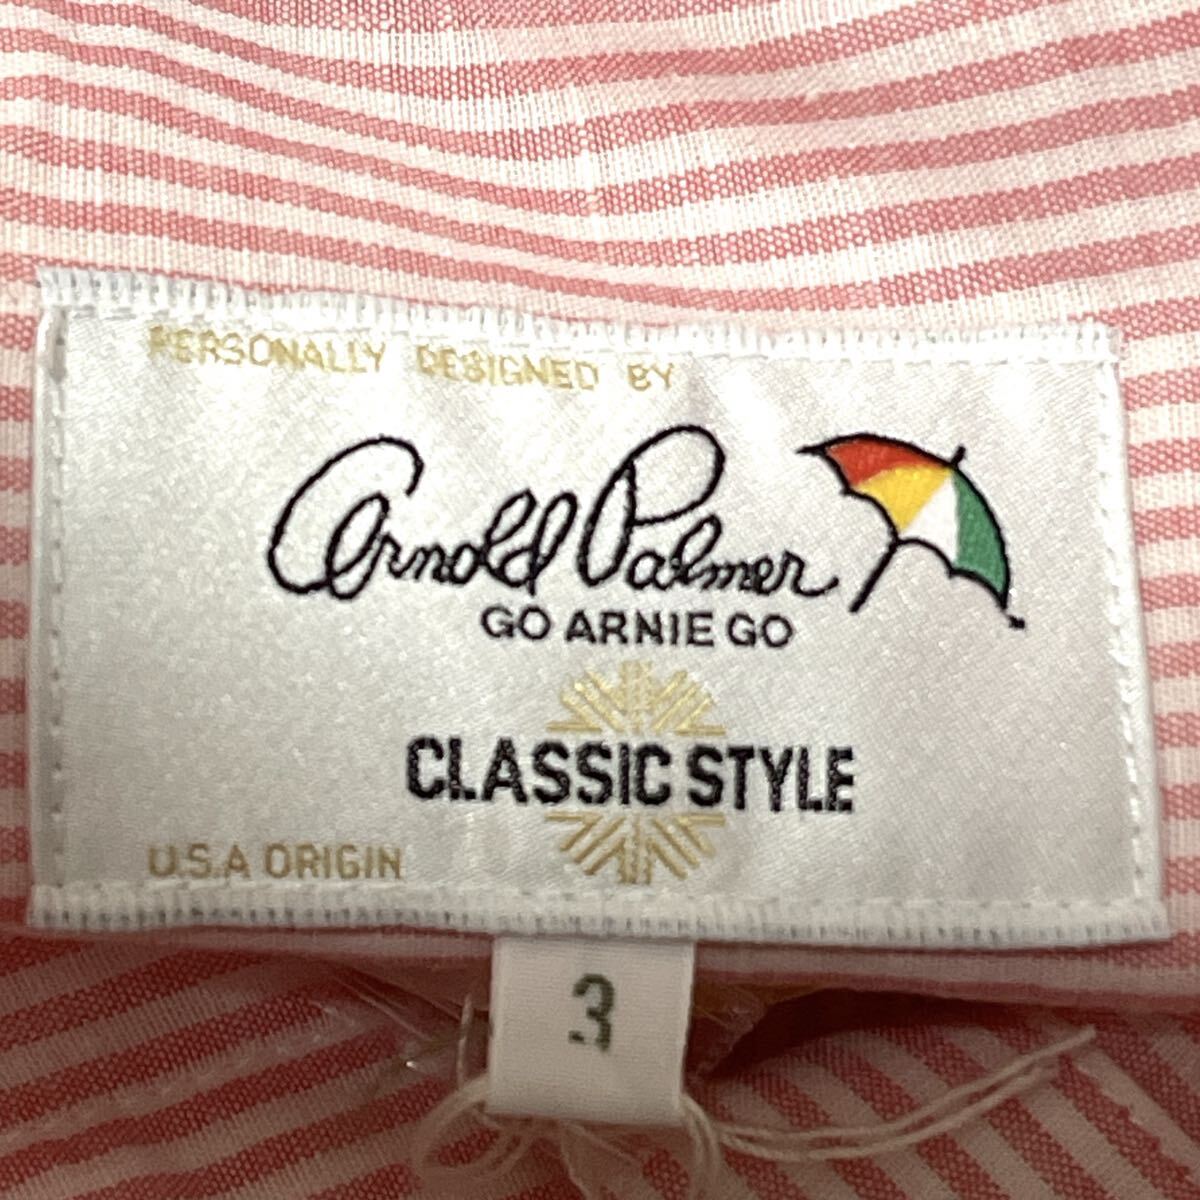 PERSONALLY DESIGNED BY
Arnold Palmer
GO ARNIE GO
CLASSIC STYLE
U.S.A ORIGIN
3